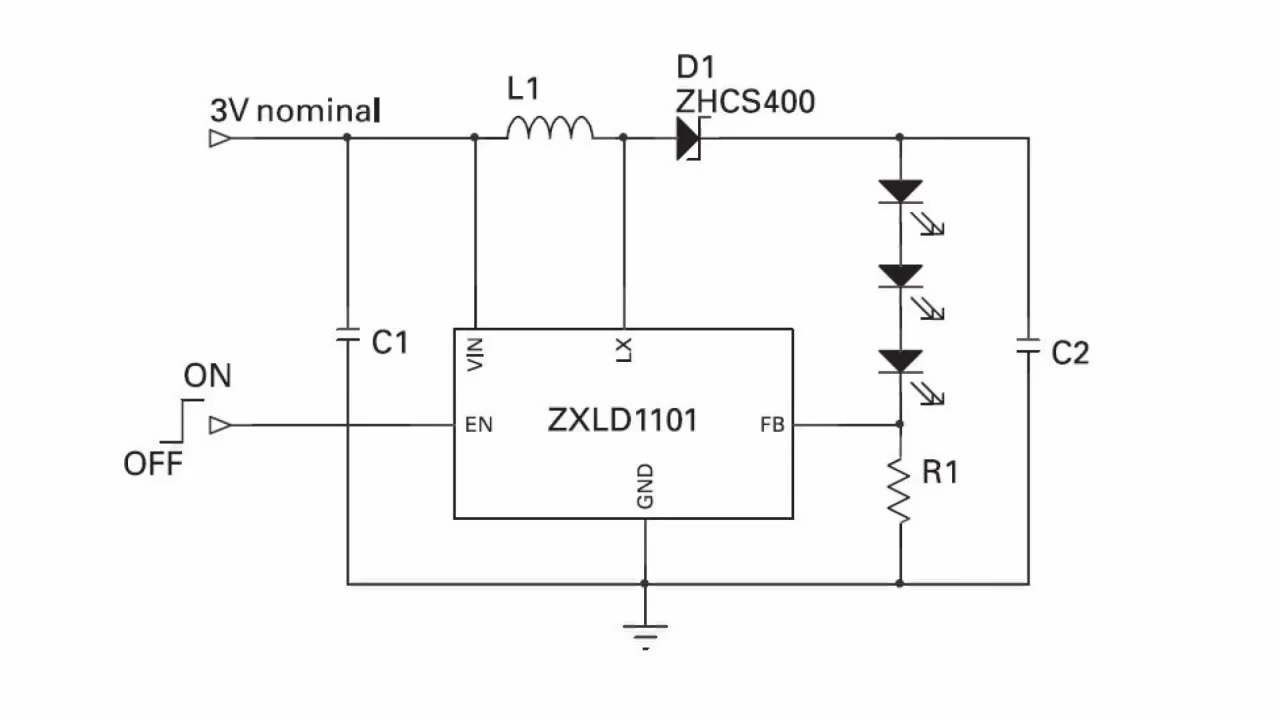 D1
ZHCS400
L1
3V nominal
C1
C2
VIN
LX
ON
OFF
EN
ZXLD1101
FB
GND
R1